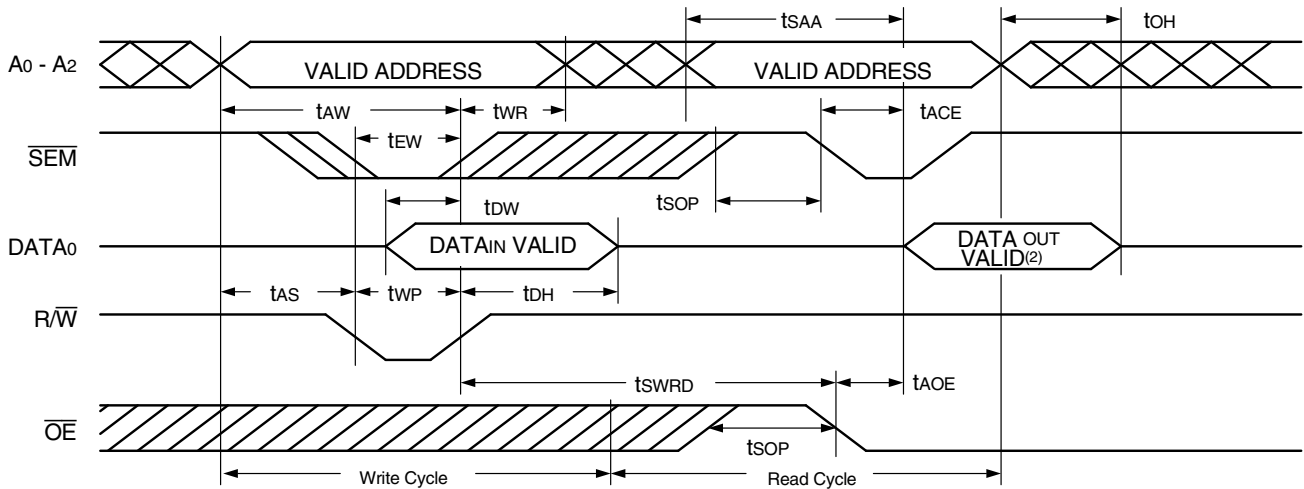 tSAA
tOH
A0 - A2
VALID ADDRESS
VALID ADDRESS
tAW
tWR
tACE
tEW
SEM
tSOP
tDW
DATA0
DATAIN VALID
DATA OUT
VALID(2)
tAS
tWP
tDH
R/W
tSWRD
tAOE
OE
tSOP
Write Cycle
Read Cycle